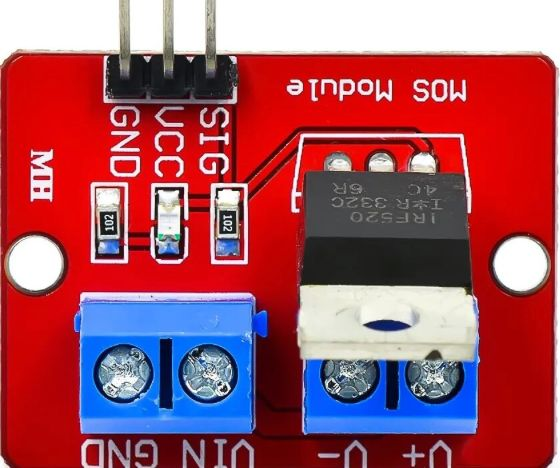 MOS Module
GND
VCC
SIG
MH
IRF520
I*R 332C
6R 4C
102
102
VIN GND
V+ V-